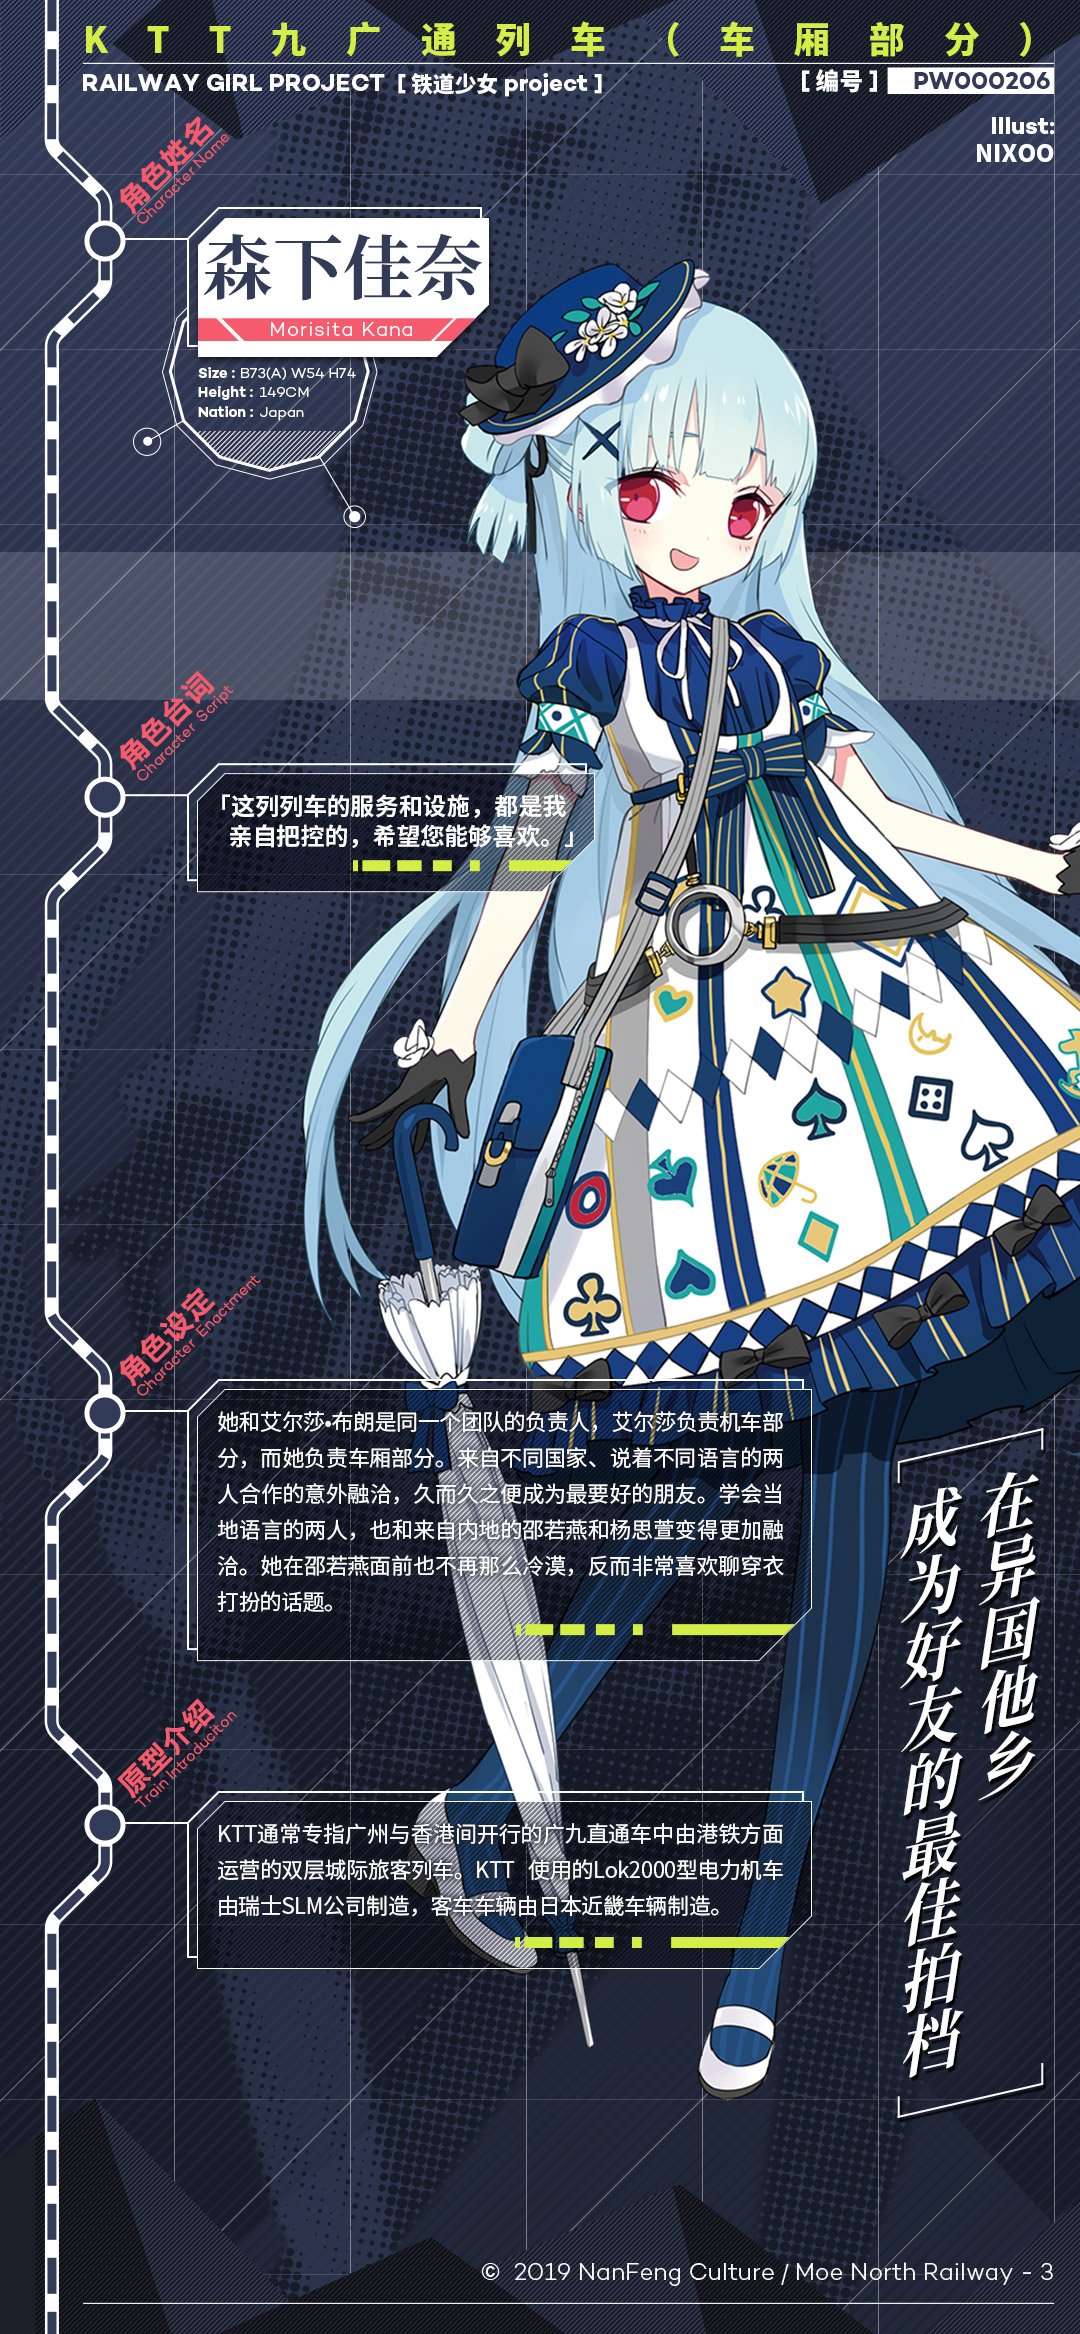 KTT九广通列车（车厢部分）
RAILWAY GIRL PROJECT [ 铁道少女 project ]
[ 编号 ] PW000206
Illust:
NIXOO
角色姓名
Character Name
森下佳奈
Morisita Kana
Size : B73(A) W54 H74
Height : 149CM
Nation : Japan
角色台词
Character Script
「这列列车的服务和设施，都是我
亲自把控的，希望您能够喜欢。」
角色设定
Character Enactment
她和艾尔莎•布朗是同一个团队的负责人，艾尔莎负责机车部
分，而她负责车厢部分。来自不同国家、说着不同语言的两
人合作的意外融洽，久而久之便成为最要好的朋友。学会当
地语言的两人，也和来自内地的邵若燕和杨思萱变得更加融
洽。她在邵若燕面前也不再那么冷漠，反而非常喜欢聊穿衣
打扮的话题。
在异国他乡
成为好友的最佳拍档
原型介绍
Train Introduciton
KTT通常专指广州与香港间开行的广九直通车中由港铁方面
运营的双层城际旅客列车。KTT 使用的Lok2000型电力机车
由瑞士SLM公司制造，客车车辆由日本近畿车辆制造。
© 2019 NanFeng Culture / Moe North Railway - 3